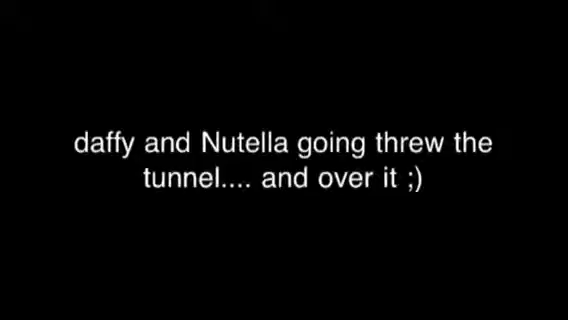 daffy and Nutella going threw the
tunnel.... and over it ;)